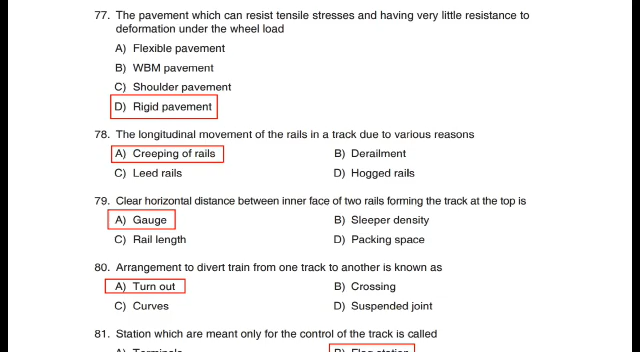 77. The pavement which can resist tensile stresses and having very little resistance to
deformation under the wheel load
A) Flexible pavement
B) WBM pavement
C) Shoulder pavement
D) Rigid pavement
78. The longitudinal movement of the rails in a track due to various reasons
A) Creeping of rails B) Derailment
C) Leed rails D) Hogged rails
79. Clear horizontal distance between inner face of two rails forming the track at the top is
A) Gauge B) Sleeper density
C) Rail length D) Packing space
80. Arrangement to divert train from one track to another is known as
A) Turn out B) Crossing
C) Curves D) Suspended joint
81. Station which are meant only for the control of the track is called
A) Terminals B) Flag station